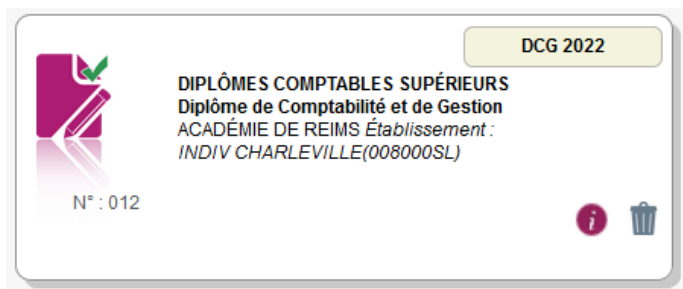 DCG 2022
DIPLÔMES COMPTABLES SUPÉRIEURS
Diplôme de Comptabilité et de Gestion
ACADÉMIE DE REIMS Établissement :
INDIV CHARLEVILLE(008000SL)
N° : 012
i